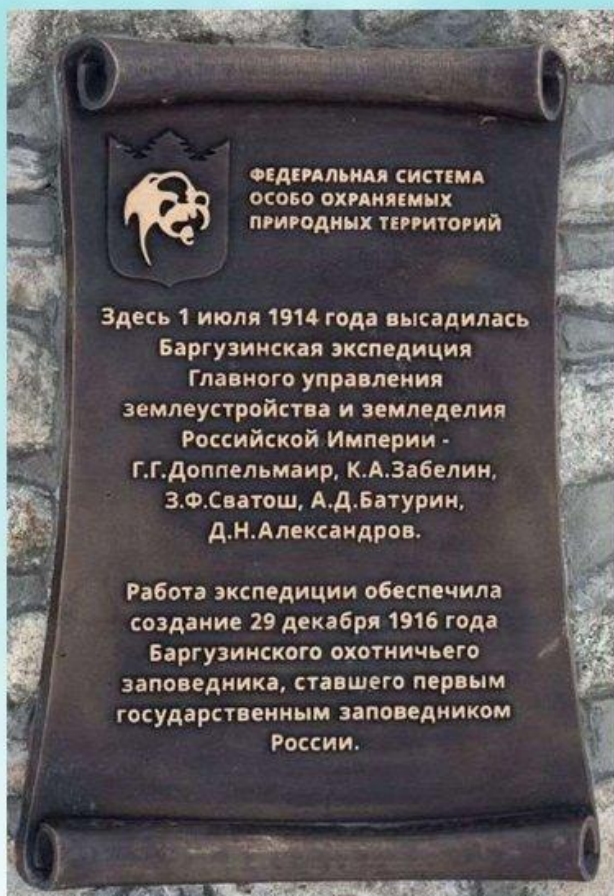 ФЕДЕРАЛЬНАЯ СИСТЕМА
ОСОБО ОХРАНЯЕМЫХ
ПРИРОДНЫХ ТЕРРИТОРИЙ
Здесь 1 июля 1914 года высадилась
Баргузинская экспедиция
Главного управления
землеустройства и земледелия
Российской Империи -
Г.Г.Доппельмаир, К.А.Забелин,
З.Ф.Сватош, А.Д.Батурин,
Д.Н.Александров.
Работа экспедиции обеспечила
создание 29 декабря 1916 года
Баргузинского охотничьего
заповедника, ставшего первым
государственным заповедником
России.